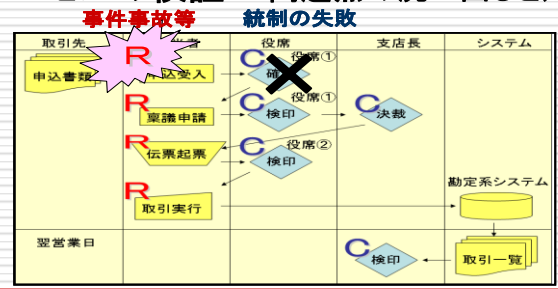 事件事故等 統制の失敗
取引先 者 役席 支店長 システム
申込書類 R 込受入 C 確 役席①
R 稟議申請 C 検印 役席① C 決裁
R 伝票起票 C 検印 役席②
R 取引実行
勘定系システム
翌営業日 C 検印 取引一覧